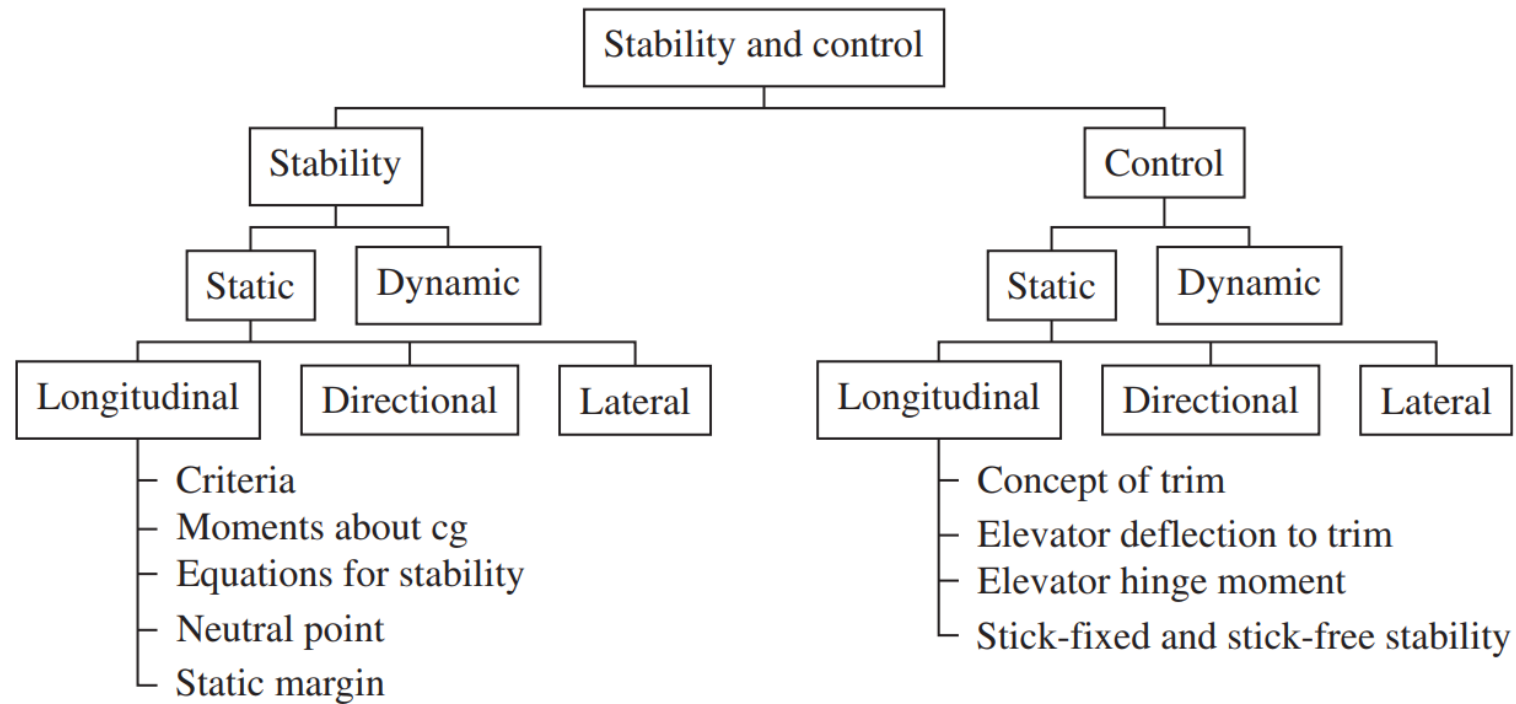 Stability and control
Stability
Control
Static
Dynamic
Static
Dynamic
Longitudinal
Directional
Lateral
Longitudinal
Directional
Lateral
Criteria
Moments about cg
Equations for stability
Neutral point
Static margin
Concept of trim
Elevator deflection to trim
Elevator hinge moment
Stick-fixed and stick-free stability